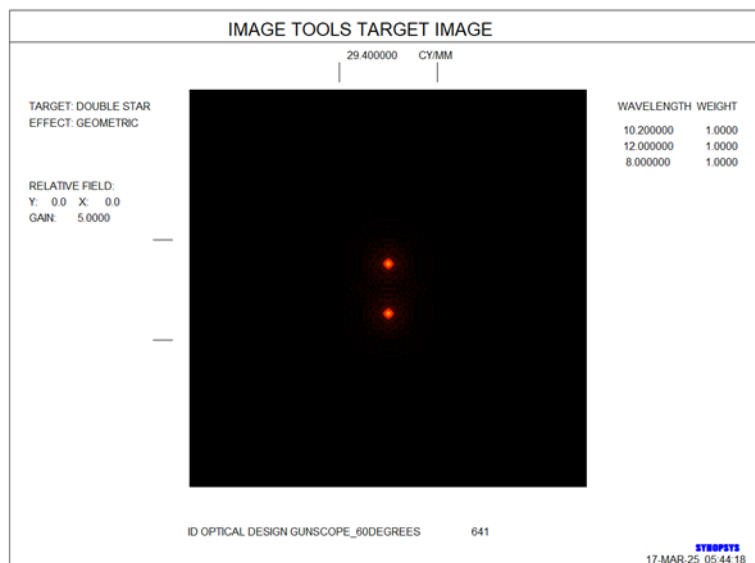 IMAGE TOOLS TARGET IMAGE
29.400000 CY/MM
TARGET: DOUBLE STAR
EFFECT: GEOMETRIC
WAVELENGTH WEIGHT
10.200000 1.0000
12.000000 1.0000
8.000000 1.0000
RELATIVE FIELD:
Y: 0.0 X: 0.0
GAIN: 5.0000
ID OPTICAL DESIGN GUNSCOPE_60DEGREES 641
SYNOPSYS
17-MAR-25 05:44:18